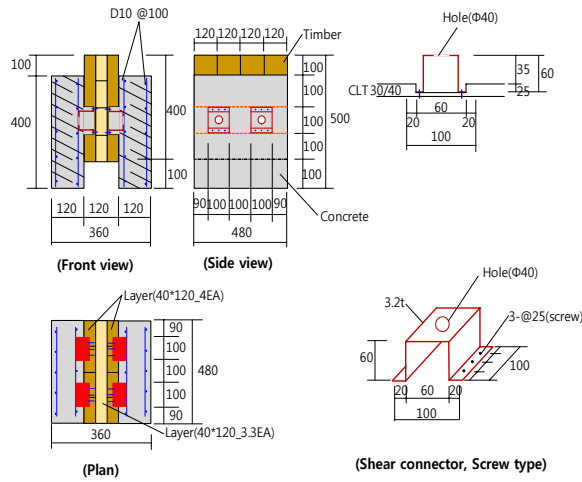 D10 @100
100
400
120 120 120
360
400
100
(Front view)
120 120 120 120
Timber
100
100
100
100
100
500
90 100 100 100 90
480
Concrete
(Side view)
Hole(Φ40)
CLT 30/40
35
25
60
20 60 20
100
Layer(40*120_4EA)
90
100
100
100
90
480
360
Layer(40*120_3.3EA)
(Plan)
Hole(Φ40)
3.2t
3-@25(screw)
60
100
20 60 20
100
(Shear connector, Screw type)